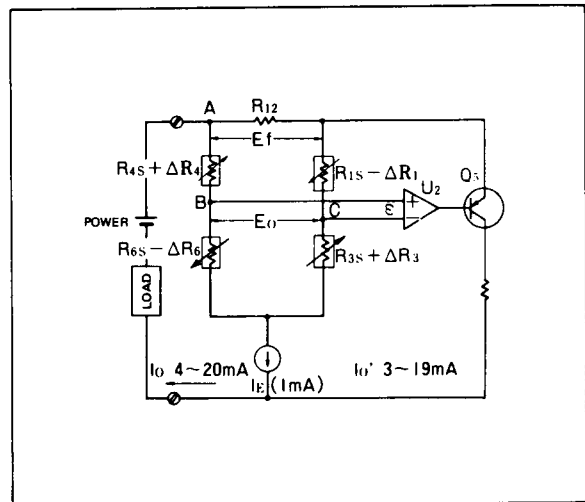 A
R12
Ef
R4S + ΔR4
R1S − ΔR1
U2
Q5
B
C
ε
+
−
E0
POWER
R6S − ΔR6
R3S + ΔR3
LOAD
I0 4~20mA
IE (1mA)
I0' 3~19mA